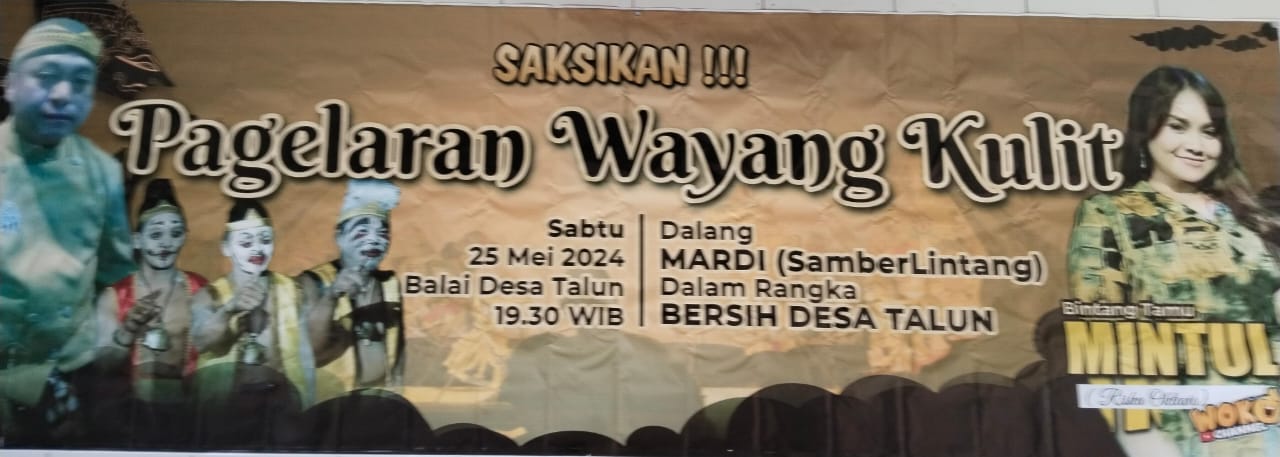 SAKSIKAN !!!
Pagelaran Wayang Kulit
Sabtu
25 Mei 2024
Balai Desa Talun
19.30 WIB
Dalang
MARDI (SamberLintang)
Dalam Rangka
BERSIH DESA TALUN
Bintang Tamu
MINTUL
WOKO
CHANNEL